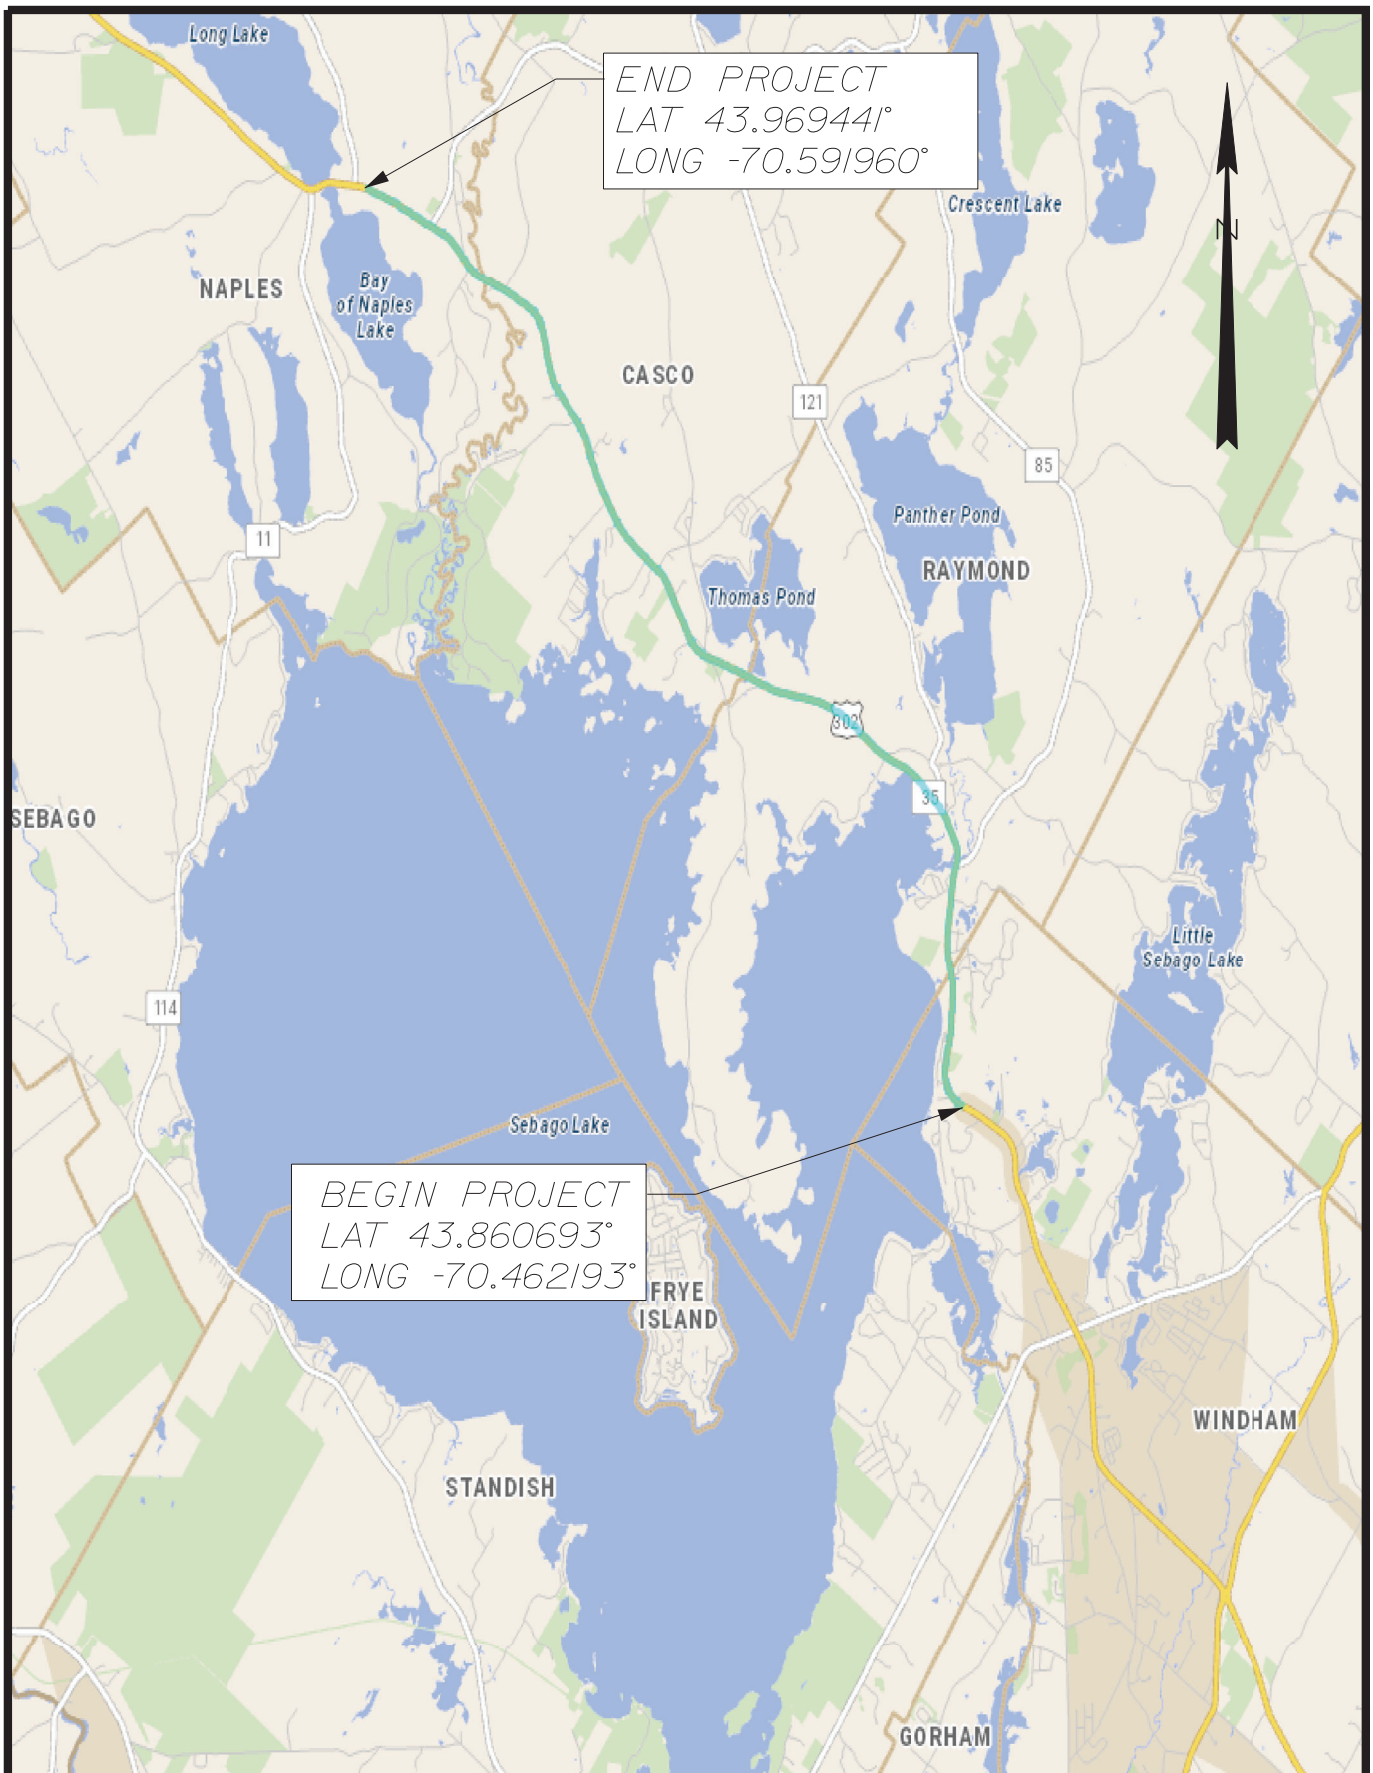 Long Lake
END PROJECT
LAT 43.969441°
LONG -70.591960°
Crescent Lake
N
NAPLES
Bay
of Naples
Lake
CASCO
121
85
Panther Pond
11
RAYMOND
Thomas Pond
302
35
SEBAGO
Little
Sebago Lake
114
Sebago Lake
BEGIN PROJECT
LAT 43.860693°
LONG -70.462193°
FRYE
ISLAND
WINDHAM
STANDISH
GORHAM